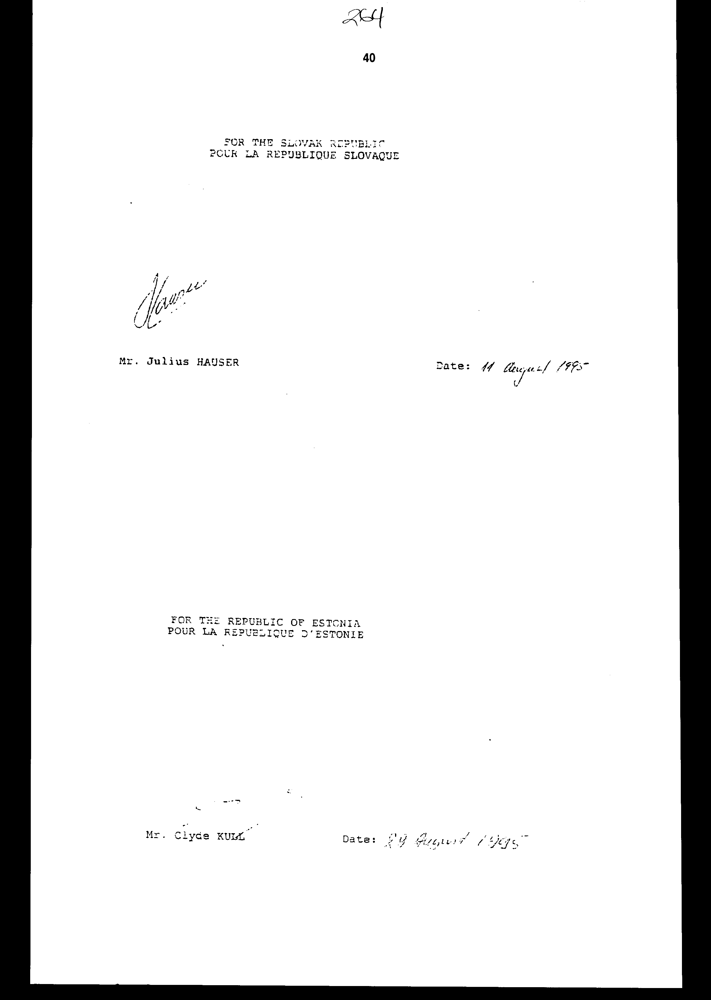 264
40
FOR THE SLOVAK REPUBLIC
POUR LA REPUBLIQUE SLOVAQUE
Hauser
Mr. Julius HAUSER
Date: 11 August 1995
FOR THE REPUBLIC OF ESTONIA
POUR LA REPUBLIQUE D'ESTONIE
Mr. Clyde KULL
Date: August 1995